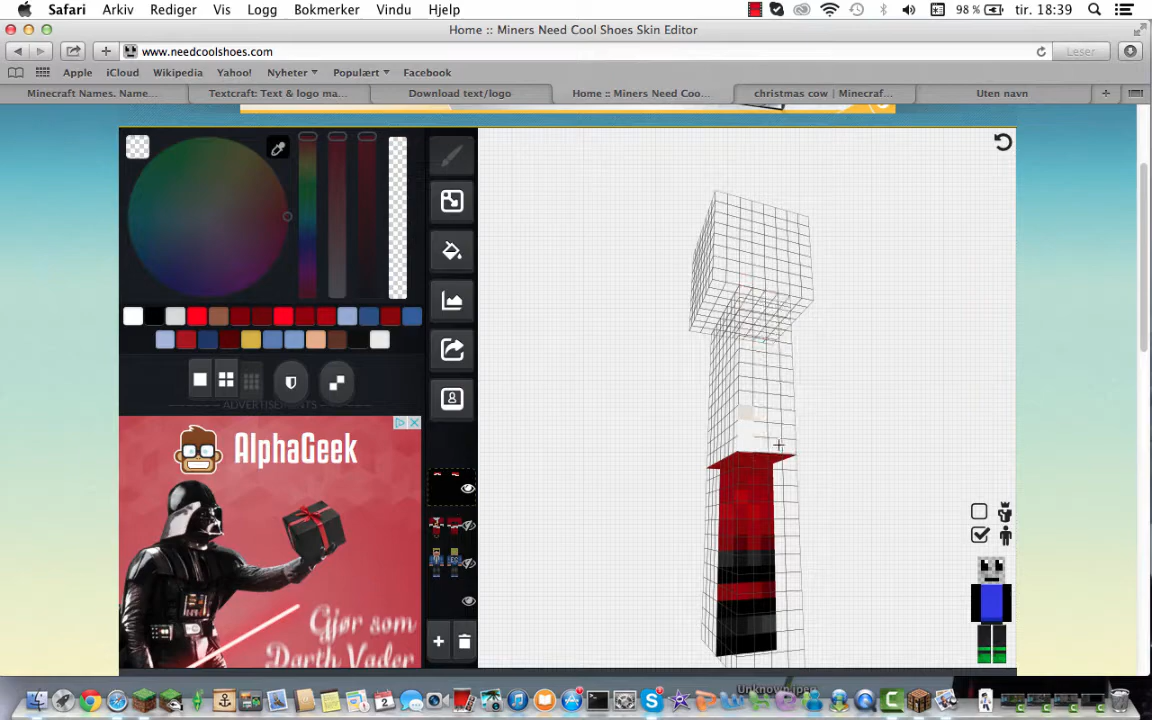 Safari Arkiv Rediger Vis Logg Bokmerker Vindu Hjelp 98 % tir. 18:39
Home :: Miners Need Cool Shoes Skin Editor
www.needcoolshoes.com Leser
Apple iCloud Wikipedia Yahoo! Nyheter Populært Facebook
Minecraft Names. Name... Textcraft: Text & logo ma... Download text/logo Home :: Miners Need Coo... christmas cow | Minecraf... Uten navn
ADVERTISEMENTS
AlphaGeek
Gjør som
Darth Vader
2